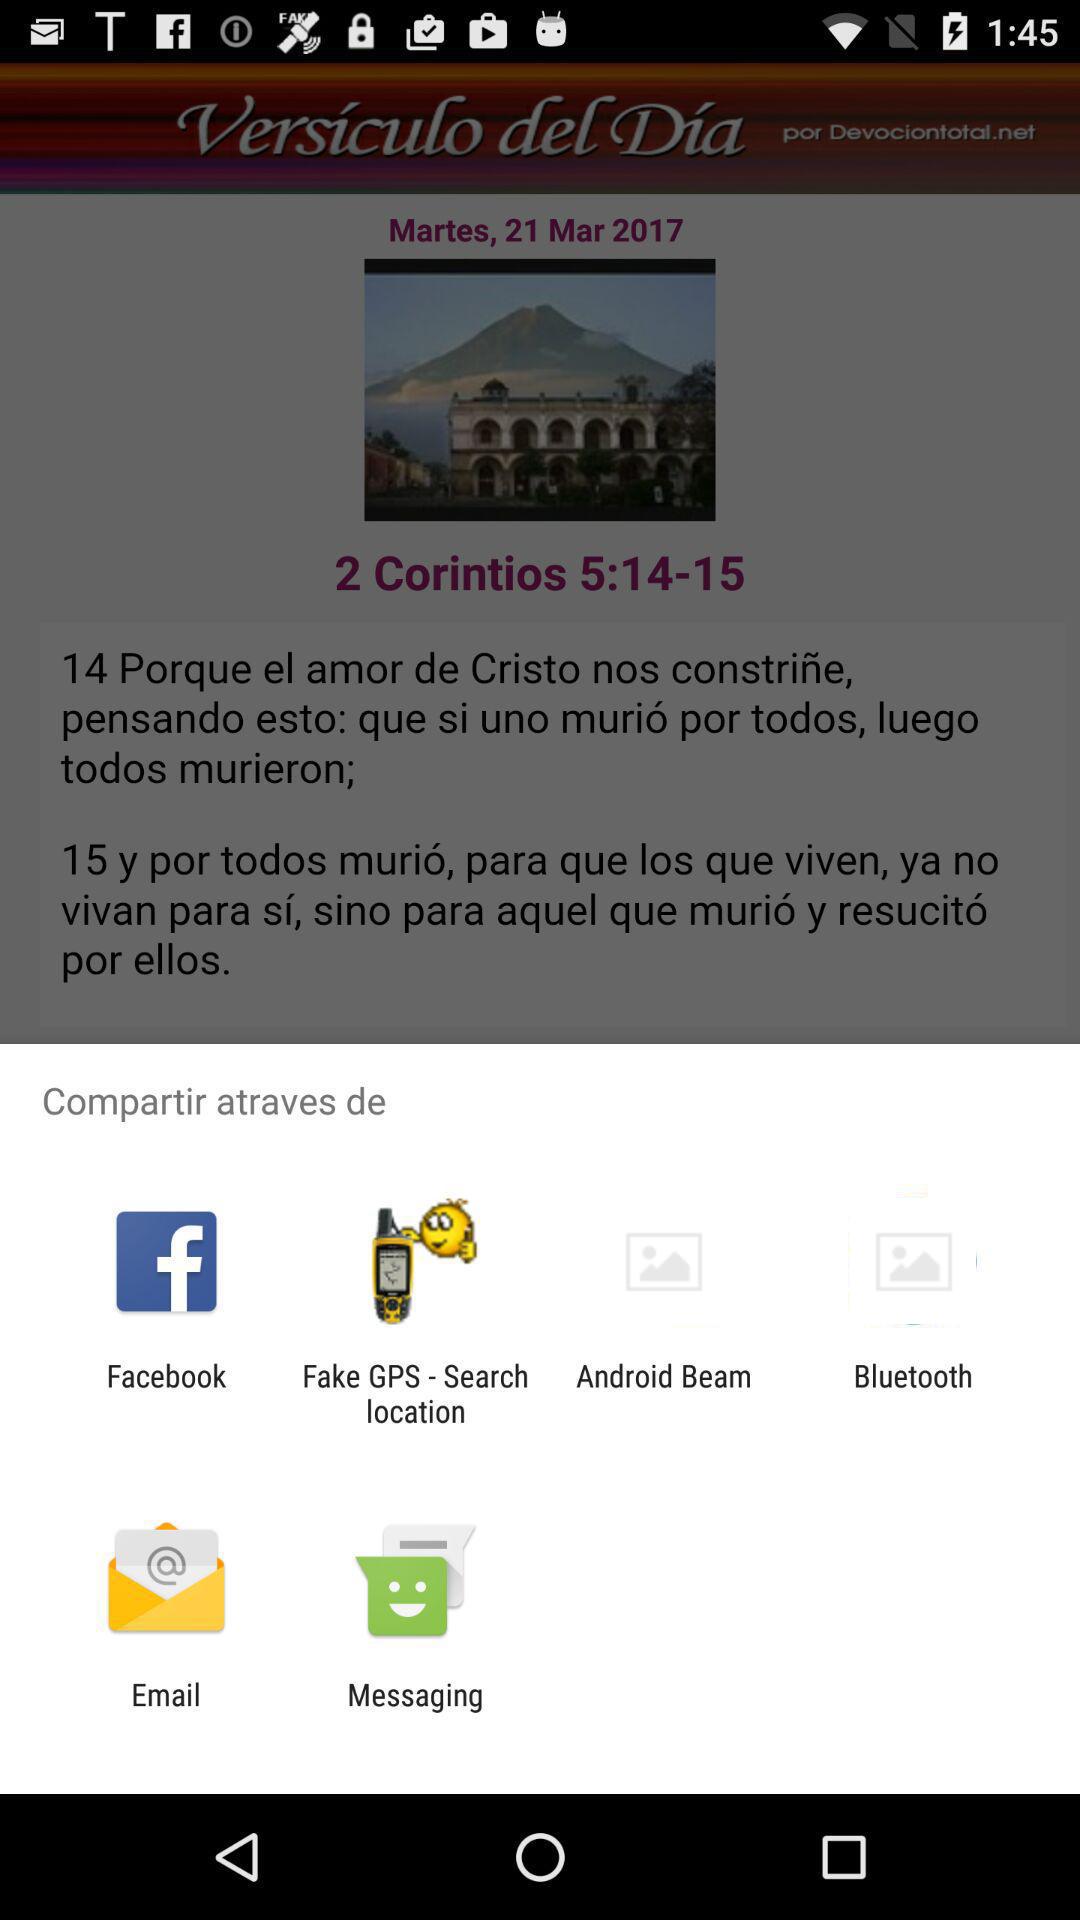 FAKE
1:45
Versículo del Día por Devociontotal.net
Martes, 21 Mar 2017
2 Corintios 5:14-15
14 Porque el amor de Cristo nos constriñe,
pensando esto: que si uno murió por todos, luego
todos murieron;
15 y por todos murió, para que los que viven, ya no
vivan para sí, sino para aquel que murió y resucitó
por ellos.
Compartir atraves de
Facebook
Fake GPS - Search
location
Android Beam
Bluetooth
Email
Messaging